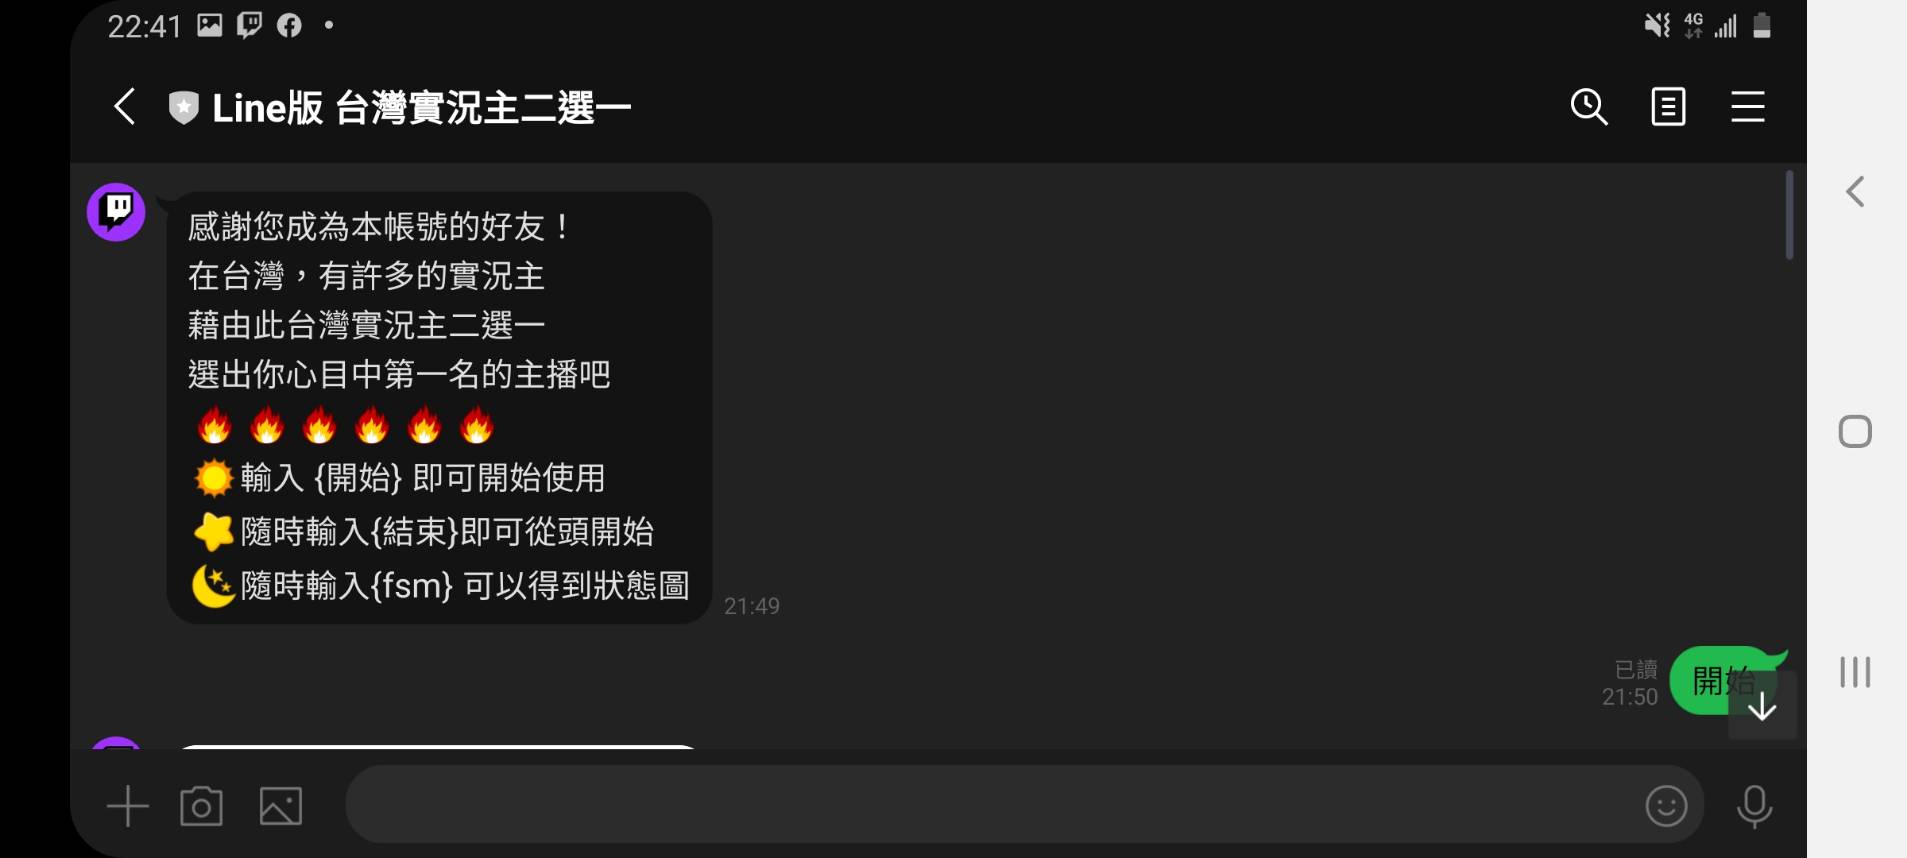 22:41
4G
Line版 台灣實況主二選一
感謝您成為本帳號的好友！
在台灣，有許多的實況主
藉由此台灣實況主二選一
選出你心目中第一名的主播吧
輸入 {開始} 即可開始使用
隨時輸入{結束}即可從頭開始
隨時輸入{fsm} 可以得到狀態圖
21:49
已讀
21:50
開始